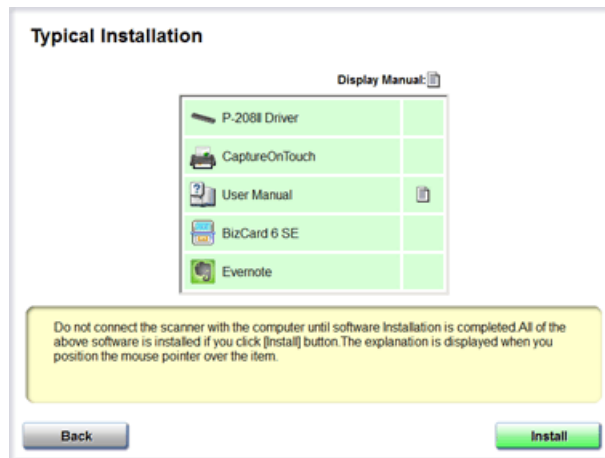 Typical Installation
Display Manual:
P-208II Driver
CaptureOnTouch
User Manual
BizCard 6 SE
Evernote
Do not connect the scanner with the computer until software Installation is completed.All of the
above software is installed if you click [Install] button.The explanation is displayed when you
position the mouse pointer over the item.
Back
Install